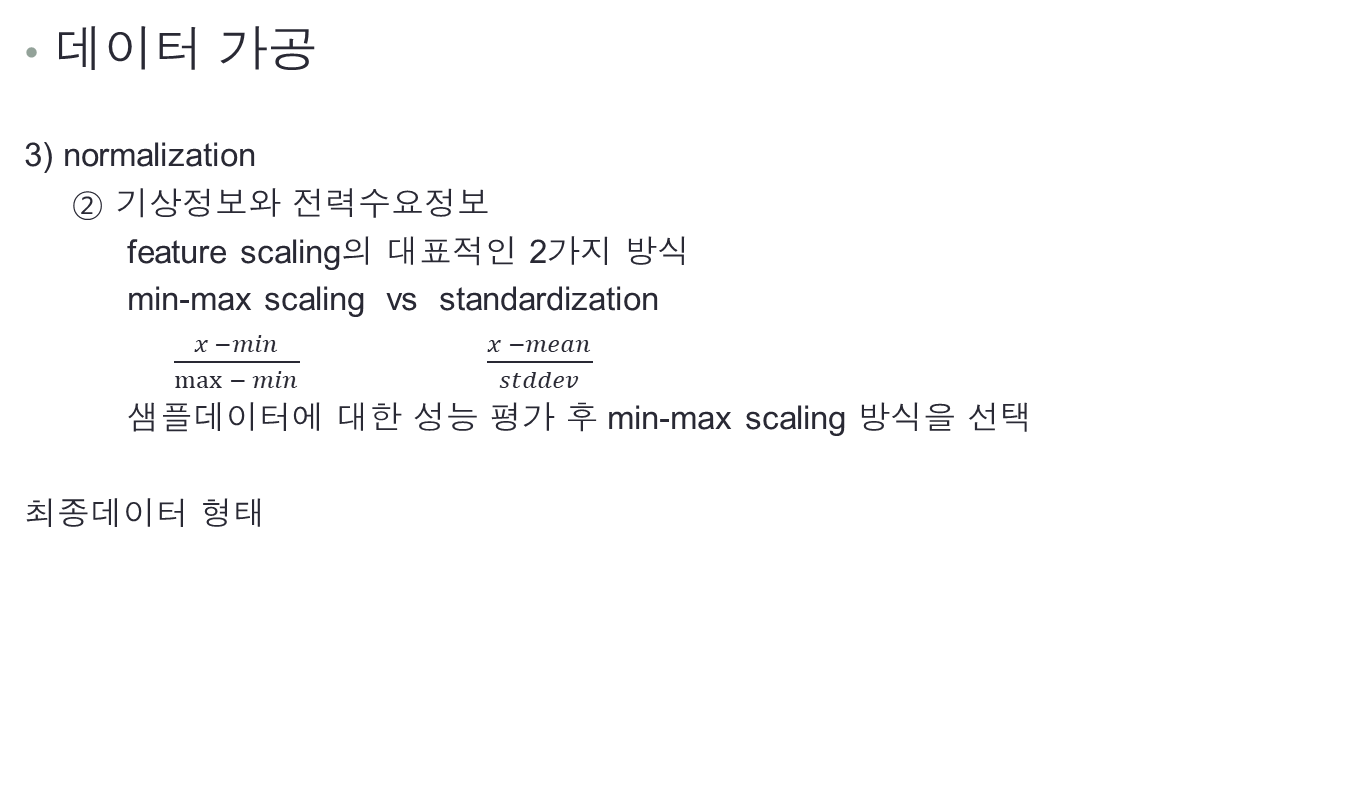 • 데이터 가공
3) normalization
② 기상정보와 전력수요정보
feature scaling의 대표적인 2가지 방식
min-max scaling vs standardization
x − min / max − min    x − mean / stddev
샘플데이터에 대한 성능 평가 후 min-max scaling 방식을 선택
최종데이터 형태